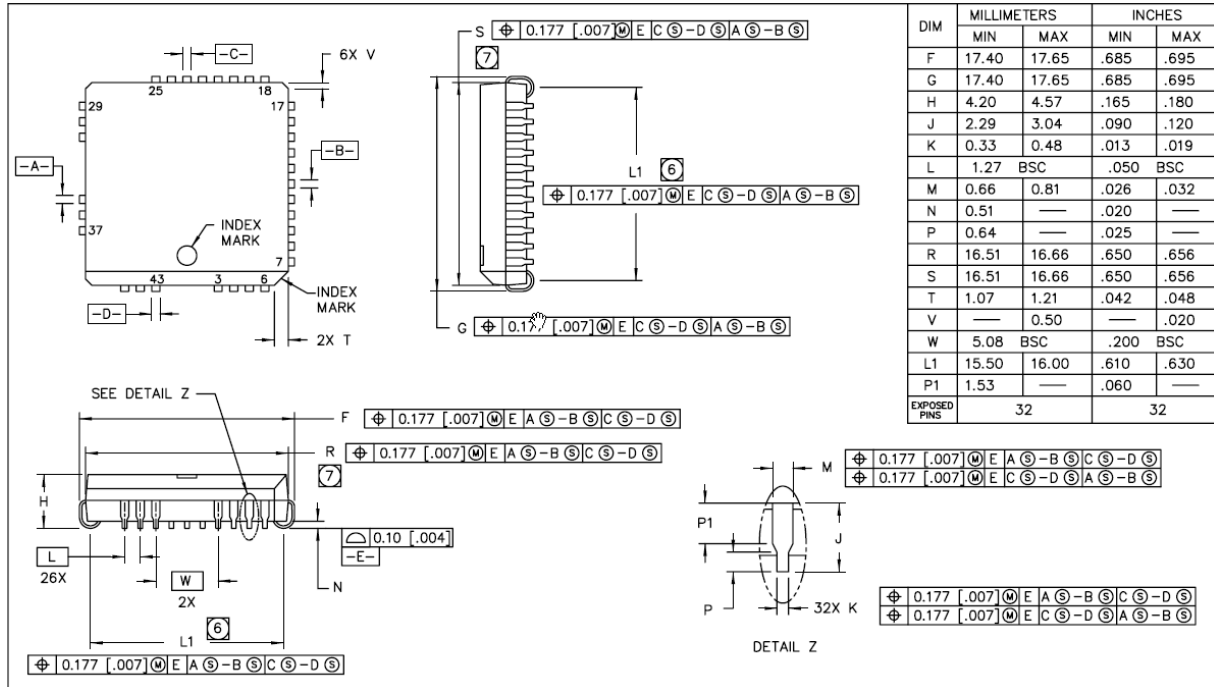 -C-
6X V
25 18
29 17
-A-
-B-
INDEX
MARK
37
7
43 3 6
-D-
INDEX
MARK
2X T
S ⌖ 0.177 [.007]Ⓜ E C Ⓢ-D Ⓢ A Ⓢ-B Ⓢ
7
L1 6
⌖ 0.177 [.007]Ⓜ E C Ⓢ-D Ⓢ A Ⓢ-B Ⓢ
G ⌖ [.007]Ⓜ E C Ⓢ-D Ⓢ A Ⓢ-B Ⓢ
DIM MILLIMETERS INCHES
MIN MAX MIN MAX
F 17.40 17.65 .685 .695
G 17.40 17.65 .685 .695
H 4.20 4.57 .165 .180
J 2.29 3.04 .090 .120
K 0.33 0.48 .013 .019
L 1.27 BSC .050 BSC
M 0.66 0.81 .026 .032
N 0.51 — .020 —
P 0.64 — .025 —
R 16.51 16.66 .650 .656
S 16.51 16.66 .650 .656
T 1.07 1.21 .042 .048
V — 0.50 — .020
W 5.08 BSC .200 BSC
L1 15.50 16.00 .610 .630
P1 1.53 — .060 —
EXPOSED PINS 32 32
SEE DETAIL Z
F ⌖ 0.177 [.007]Ⓜ E A Ⓢ-B Ⓢ C Ⓢ-D Ⓢ
R ⌖ 0.177 [.007]Ⓜ E A Ⓢ-B Ⓢ C Ⓢ-D Ⓢ
7
H
⌓ 0.10 [.004]
-E-
L
26X
W
2X
N
L1 6
⌖ 0.177 [.007]Ⓜ E A Ⓢ-B Ⓢ C Ⓢ-D Ⓢ
M ⌖ 0.177 [.007]Ⓜ E A Ⓢ-B Ⓢ C Ⓢ-D Ⓢ
⌖ 0.177 [.007]Ⓜ E C Ⓢ-D Ⓢ A Ⓢ-B Ⓢ
P1
J
P
32X K ⌖ 0.177 [.007]Ⓜ E A Ⓢ-B Ⓢ C Ⓢ-D Ⓢ
⌖ 0.177 [.007]Ⓜ E C Ⓢ-D Ⓢ A Ⓢ-B Ⓢ
DETAIL Z